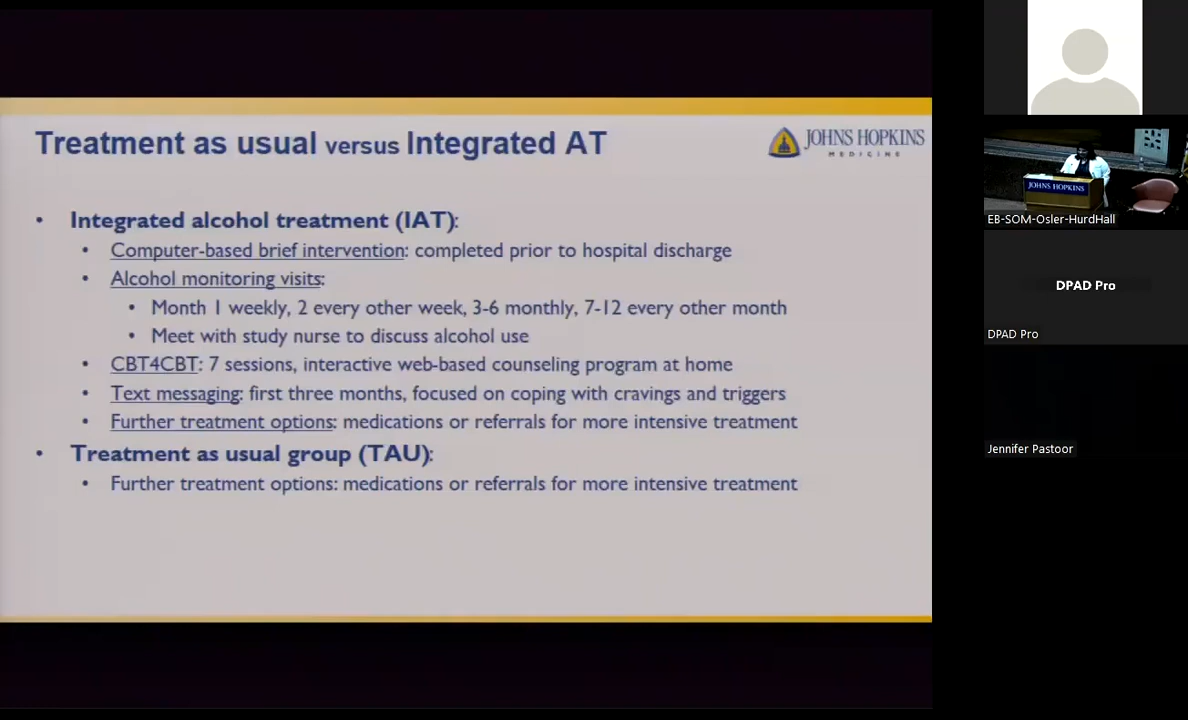 Treatment as usual versus Integrated AT
JOHNS HOPKINS
MEDICINE
• Integrated alcohol treatment (IAT):
• Computer-based brief intervention: completed prior to hospital discharge
• Alcohol monitoring visits:
• Month 1 weekly, 2 every other week, 3-6 monthly, 7-12 every other month
• Meet with study nurse to discuss alcohol use
• CBT4CBT: 7 sessions, interactive web-based counseling program at home
• Text messaging: first three months, focused on coping with cravings and triggers
• Further treatment options: medications or referrals for more intensive treatment
• Treatment as usual group (TAU):
• Further treatment options: medications or referrals for more intensive treatment
JOHNS HOPKINS
EB-SOM-Osler-HurdHall
DPAD Pro
DPAD Pro
Jennifer Pastoor